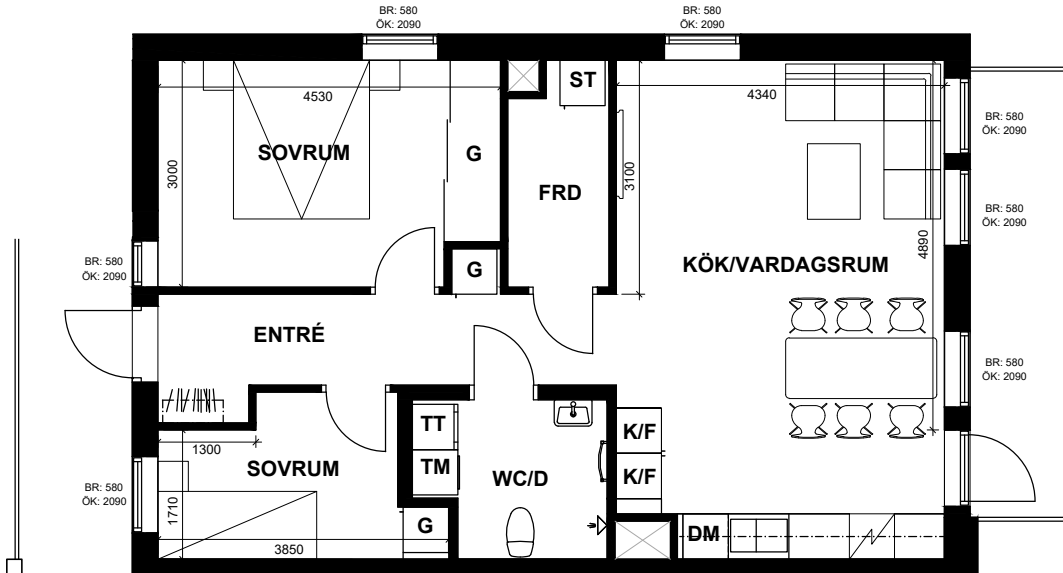 BR: 580
ÖK: 2090
BR: 580
ÖK: 2090
ST
4530
4340
BR: 580
ÖK: 2090
SOVRUM
G
3000
3100
FRD
BR: 580
ÖK: 2090
4890
BR: 580
ÖK: 2090
G
KÖK/VARDAGSRUM
ENTRÉ
BR: 580
ÖK: 2090
TT
K/F
1300
SOVRUM
TM
WC/D
K/F
BR: 580
ÖK: 2090
1710
G
DM
3850